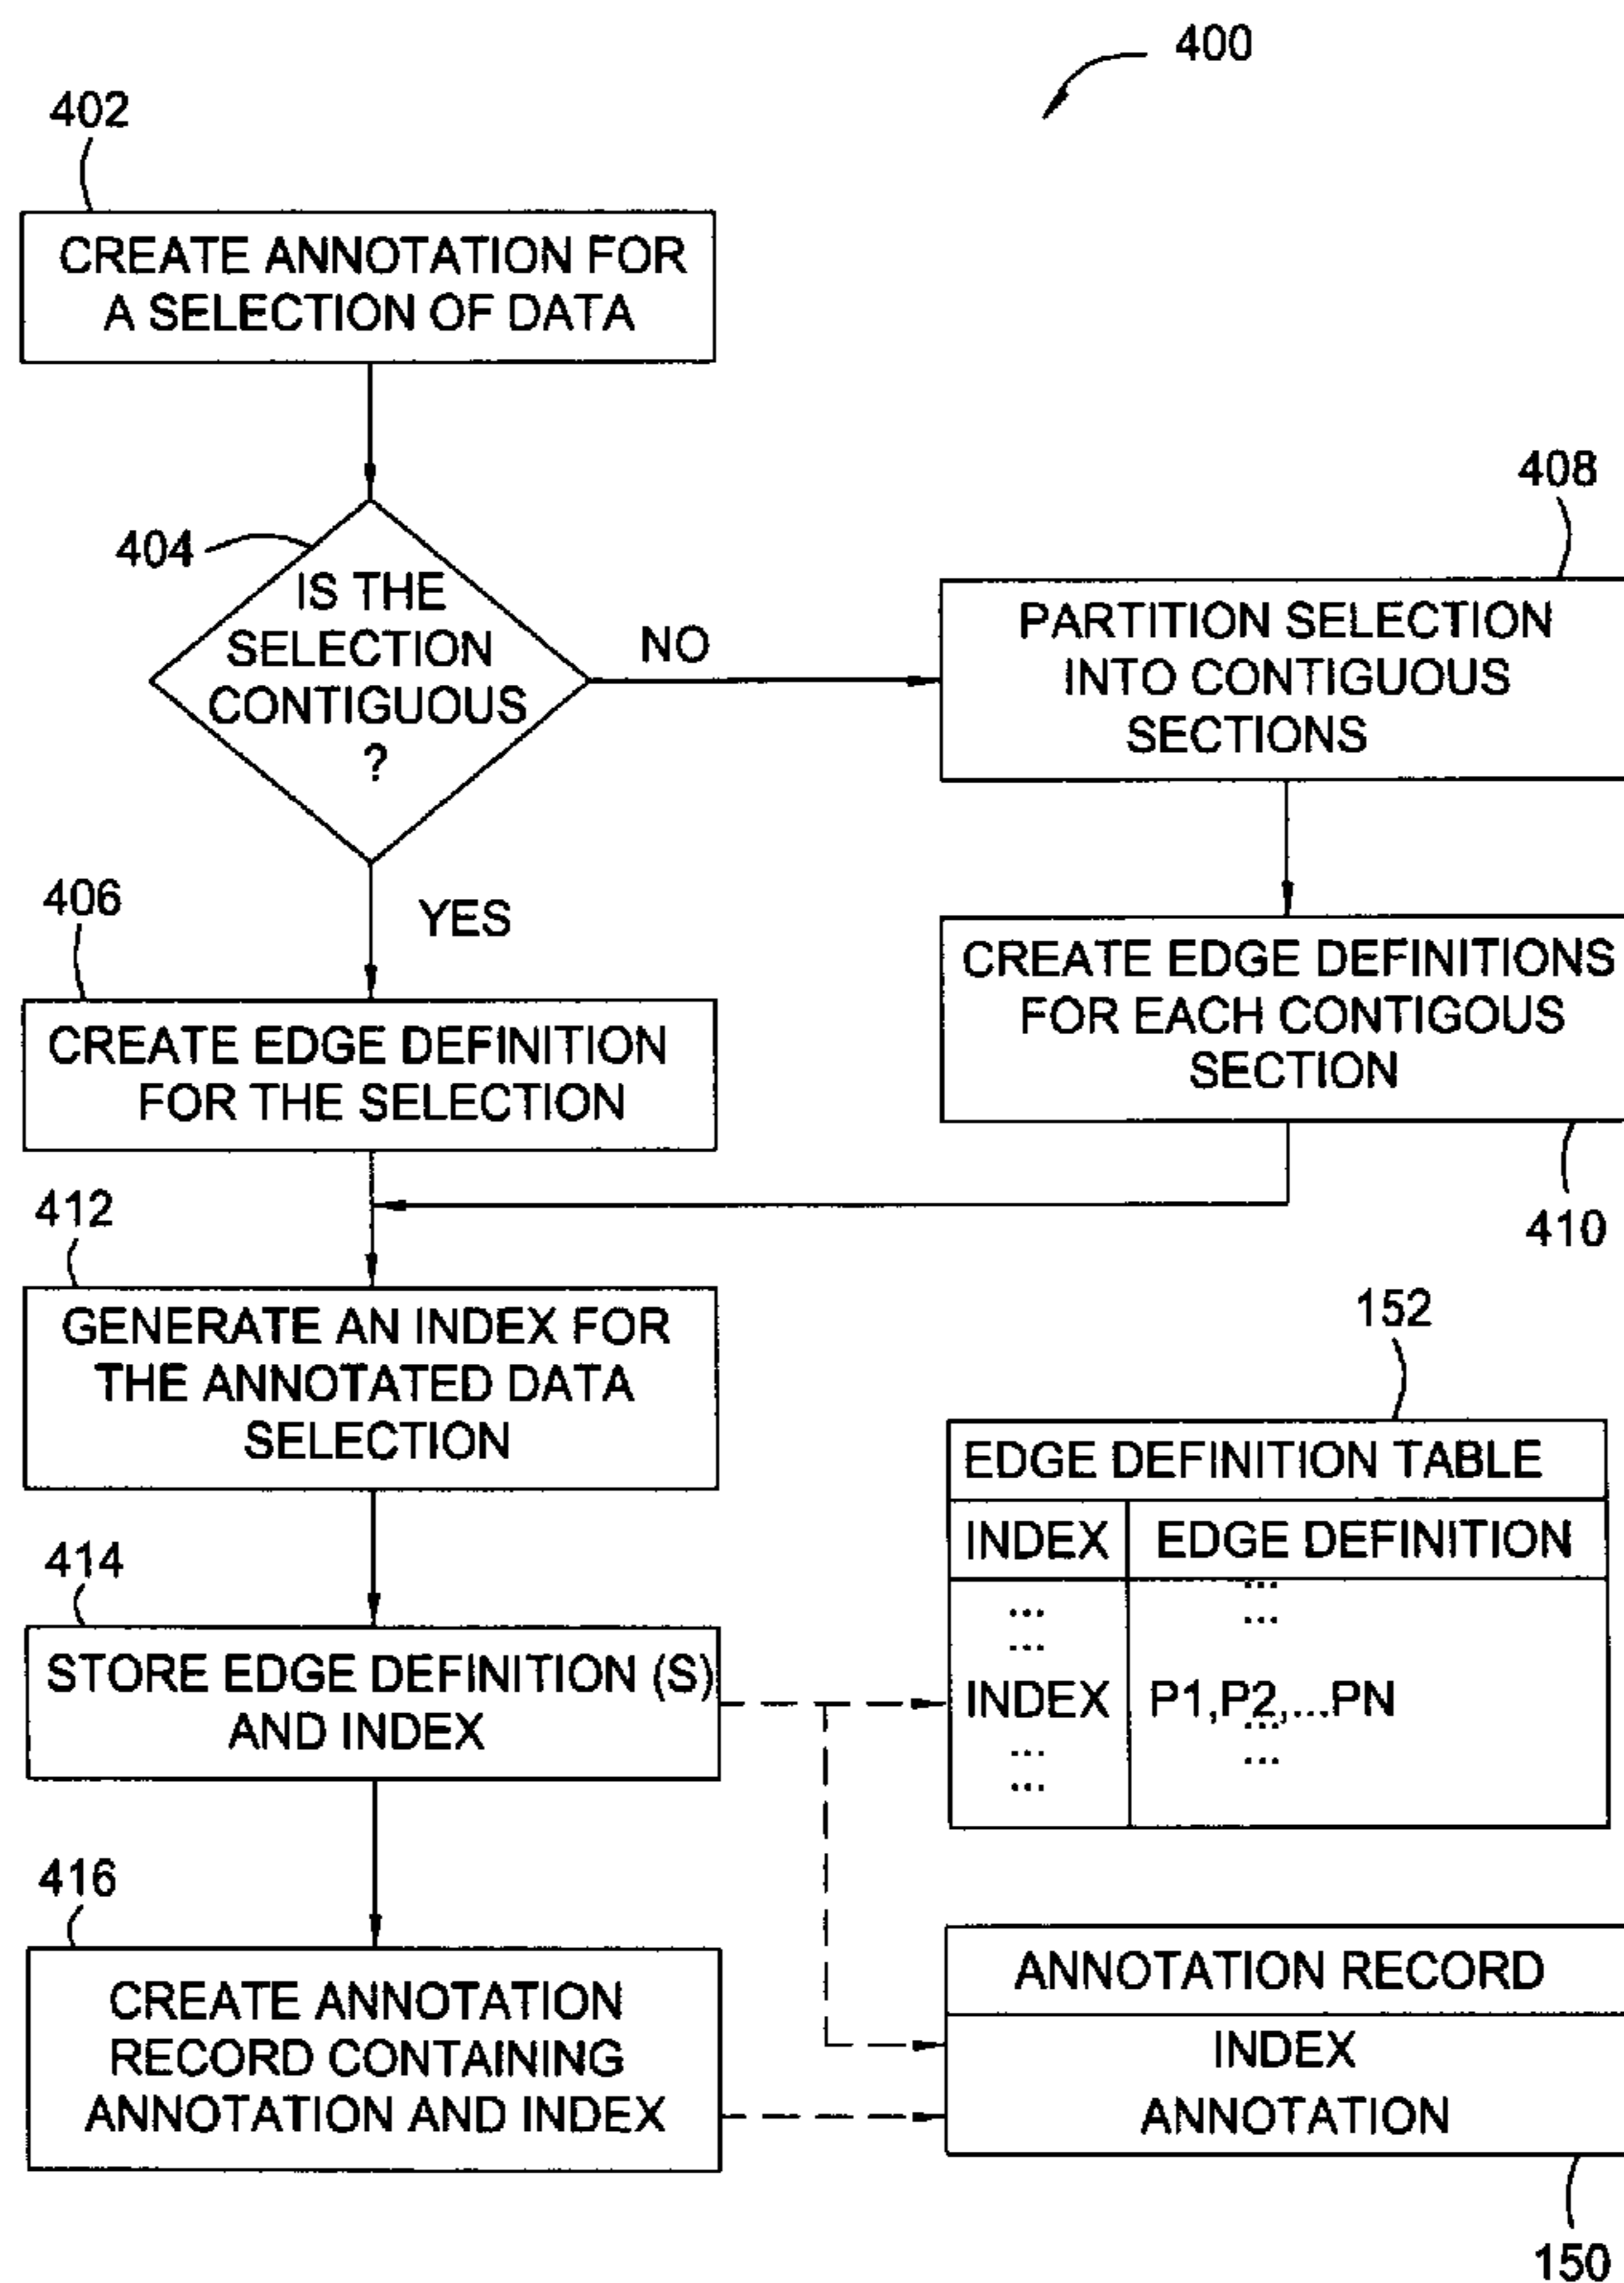 400
402
CREATE ANNOTATION FOR
A SELECTION OF DATA
404
IS THE
SELECTION
CONTIGUOUS
?
NO
408
PARTITION SELECTION
INTO CONTIGUOUS
SECTIONS
YES
406
CREATE EDGE DEFINITION
FOR THE SELECTION
CREATE EDGE DEFINITIONS
FOR EACH CONTIGOUS
SECTION
410
412
GENERATE AN INDEX FOR
THE ANNOTATED DATA
SELECTION
414
STORE EDGE DEFINITION (S)
AND INDEX
152
EDGE DEFINITION TABLE
INDEX EDGE DEFINITION
... ...
... ...
INDEX P1,P2,...PN
... ...
... ...
416
CREATE ANNOTATION
RECORD CONTAINING
ANNOTATION AND INDEX
ANNOTATION RECORD
INDEX
ANNOTATION
150